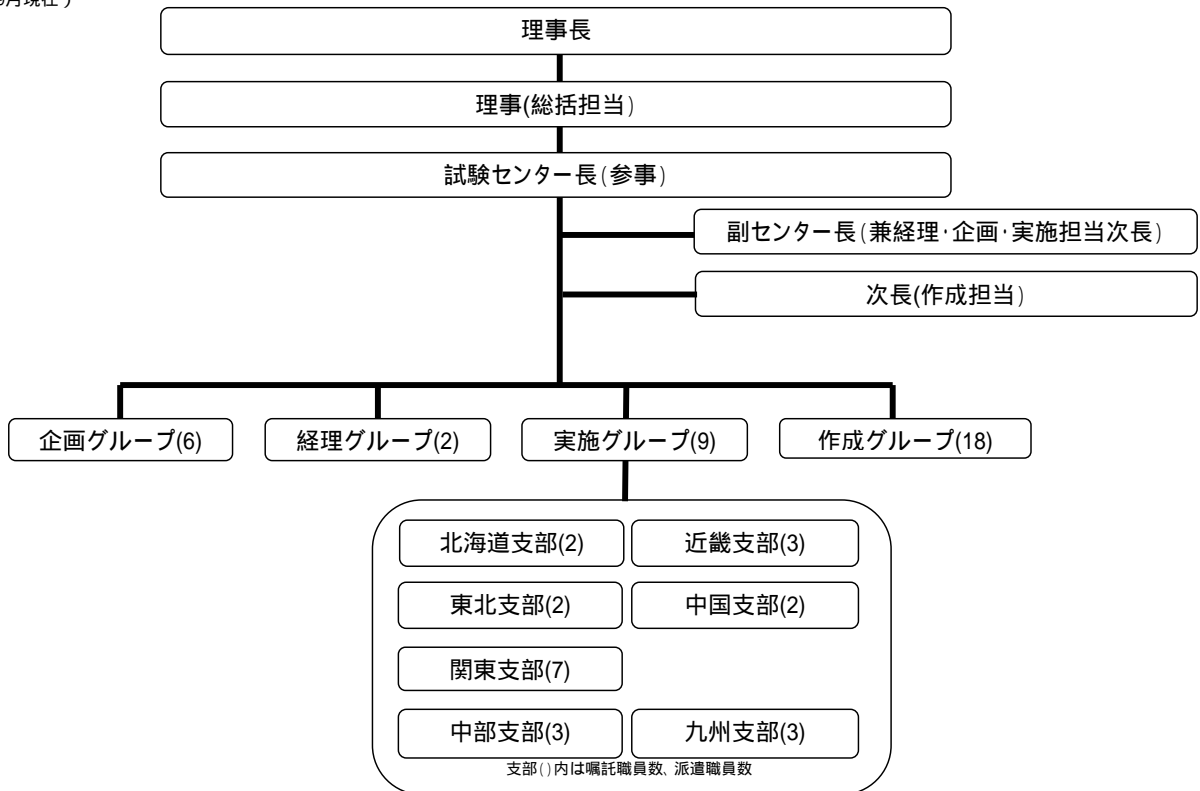 月現在)
理事長
理事(総括担当)
試験センター長(参事)
副センター長(兼経理・企画・実施担当次長)
次長(作成担当)
企画グループ(6) 経理グループ(2) 実施グループ(9) 作成グループ(18)
北海道支部(2) 近畿支部(3)
東北支部(2) 中国支部(2)
関東支部(7)
中部支部(3) 九州支部(3)
支部()内は嘱託職員数、派遣職員数